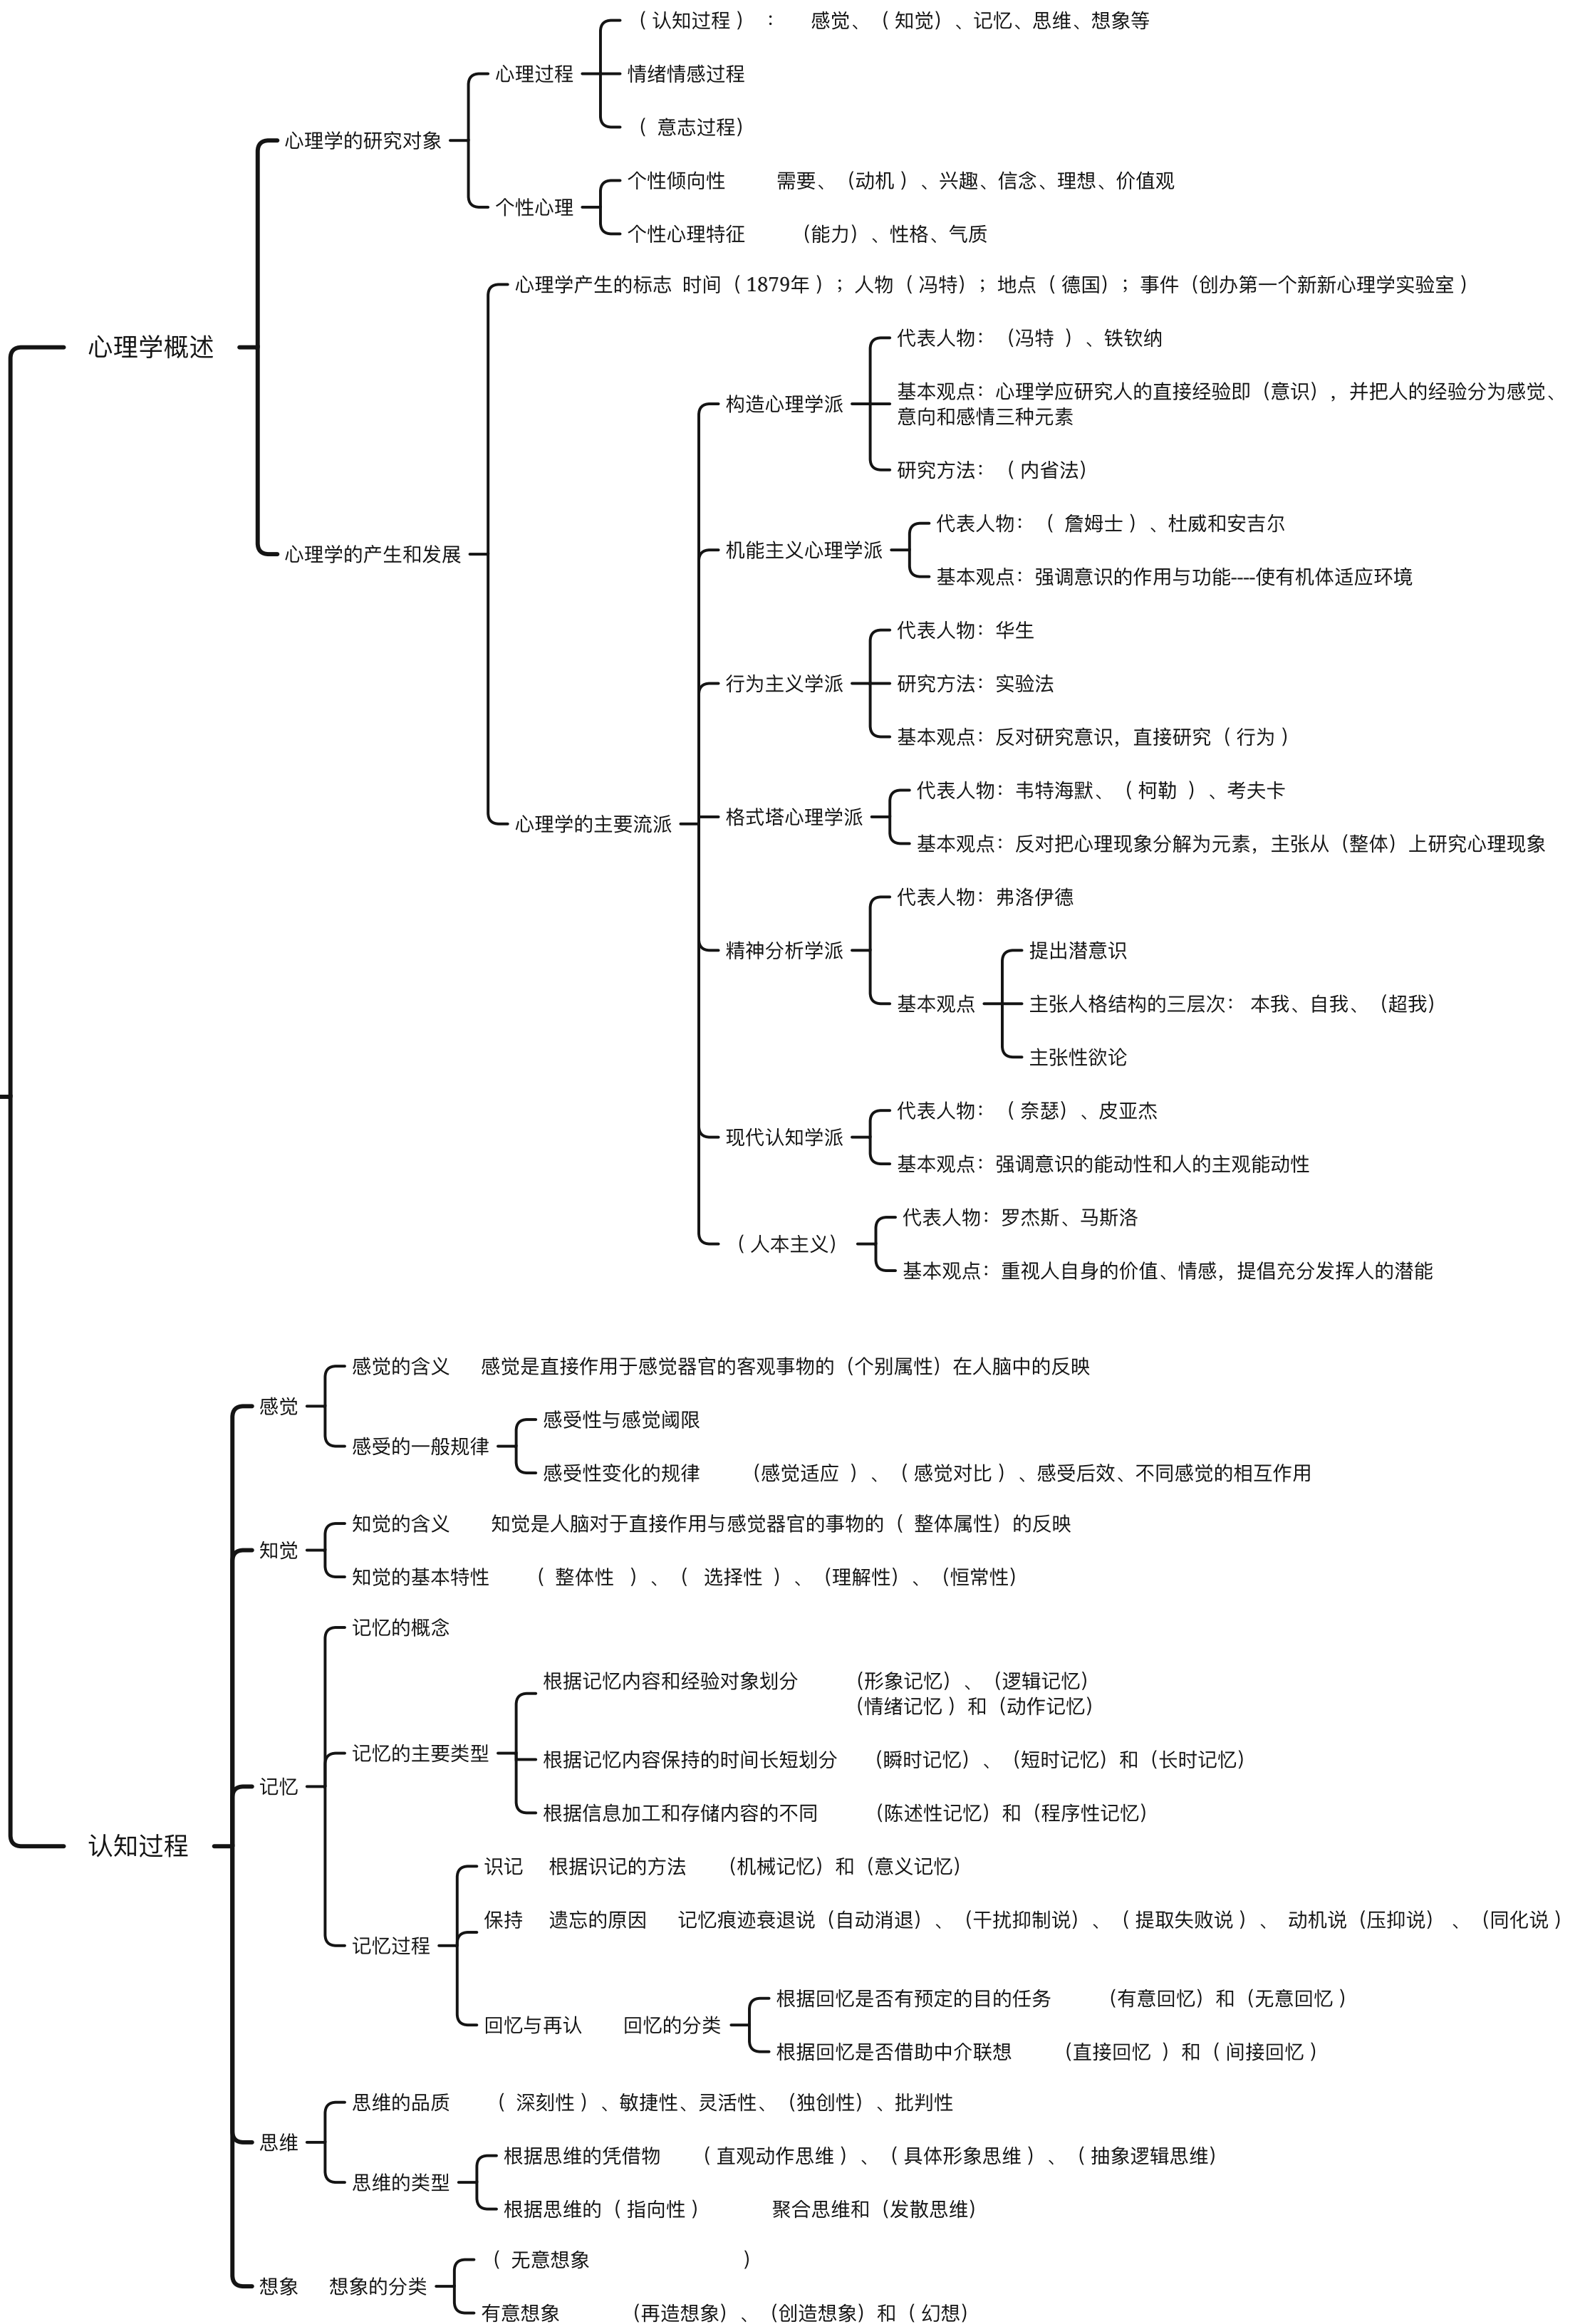 （认知过程 ） ： 感觉、（ 知觉）、记忆、思维、想象等
心理过程
情绪情感过程
（ 意志过程）
心理学的研究对象
个性倾向性 需要、（动机 ）、兴趣、信念、理想、价值观
个性心理
个性心理特征 （能力）、性格、气质
心理学产生的标志 时间（ 1879年 ）；人物（ 冯特）；地点（ 德国）；事件（创办第一个新新心理学实验室 ）
心理学概述
代表人物：（冯特 ）、铁钦纳
构造心理学派
基本观点：心理学应研究人的直接经验即（意识），并把人的经验分为感觉、
意向和感情三种元素
研究方法：（ 内省法）
代表人物：（ 詹姆士 ）、杜威和安吉尔
机能主义心理学派
心理学的产生和发展
基本观点：强调意识的作用与功能----使有机体适应环境
代表人物：华生
行为主义学派
研究方法：实验法
基本观点：反对研究意识，直接研究（ 行为 ）
代表人物：韦特海默、（ 柯勒 ）、考夫卡
格式塔心理学派
心理学的主要流派
基本观点：反对把心理现象分解为元素，主张从（整体）上研究心理现象
代表人物：弗洛伊德
精神分析学派
提出潜意识
基本观点
主张人格结构的三层次： 本我、自我、（超我）
主张性欲论
代表人物：（ 奈瑟）、皮亚杰
现代认知学派
基本观点：强调意识的能动性和人的主观能动性
代表人物：罗杰斯、马斯洛
（ 人本主义）
基本观点：重视人自身的价值、情感，提倡充分发挥人的潜能
感觉的含义 感觉是直接作用于感觉器官的客观事物的（个别属性）在人脑中的反映
感觉
感受性与感觉阈限
感受的一般规律
感受性变化的规律 （感觉适应 ）、（ 感觉对比 ）、感受后效、不同感觉的相互作用
知觉的含义 知觉是人脑对于直接作用与感觉器官的事物的（ 整体属性）的反映
知觉
知觉的基本特性 （ 整体性 ）、（ 选择性 ）、（理解性）、（恒常性）
记忆的概念
根据记忆内容和经验对象划分 （形象记忆）、（逻辑记忆）
（情绪记忆 ）和（动作记忆）
记忆的主要类型
根据记忆内容保持的时间长短划分 （瞬时记忆）、（短时记忆）和（长时记忆）
记忆
根据信息加工和存储内容的不同 （陈述性记忆）和（程序性记忆）
认知过程
识记 根据识记的方法 （机械记忆）和（意义记忆）
保持 遗忘的原因 记忆痕迹衰退说（自动消退）、（干扰抑制说）、（ 提取失败说 ）、 动机说（压抑说） 、（同化说 ）
记忆过程
根据回忆是否有预定的目的任务 （有意回忆）和（无意回忆 ）
回忆与再认 回忆的分类
根据回忆是否借助中介联想 （直接回忆 ）和（ 间接回忆 ）
思维的品质 （ 深刻性 ）、敏捷性、灵活性、（独创性）、批判性
思维
根据思维的凭借物 （ 直观动作思维 ）、（ 具体形象思维 ）、（ 抽象逻辑思维）
思维的类型
根据思维的（ 指向性 ） 聚合思维和（发散思维）
（ 无意想象 ）
想象 想象的分类
有意想象 （再造想象）、（创造想象）和（ 幻想）